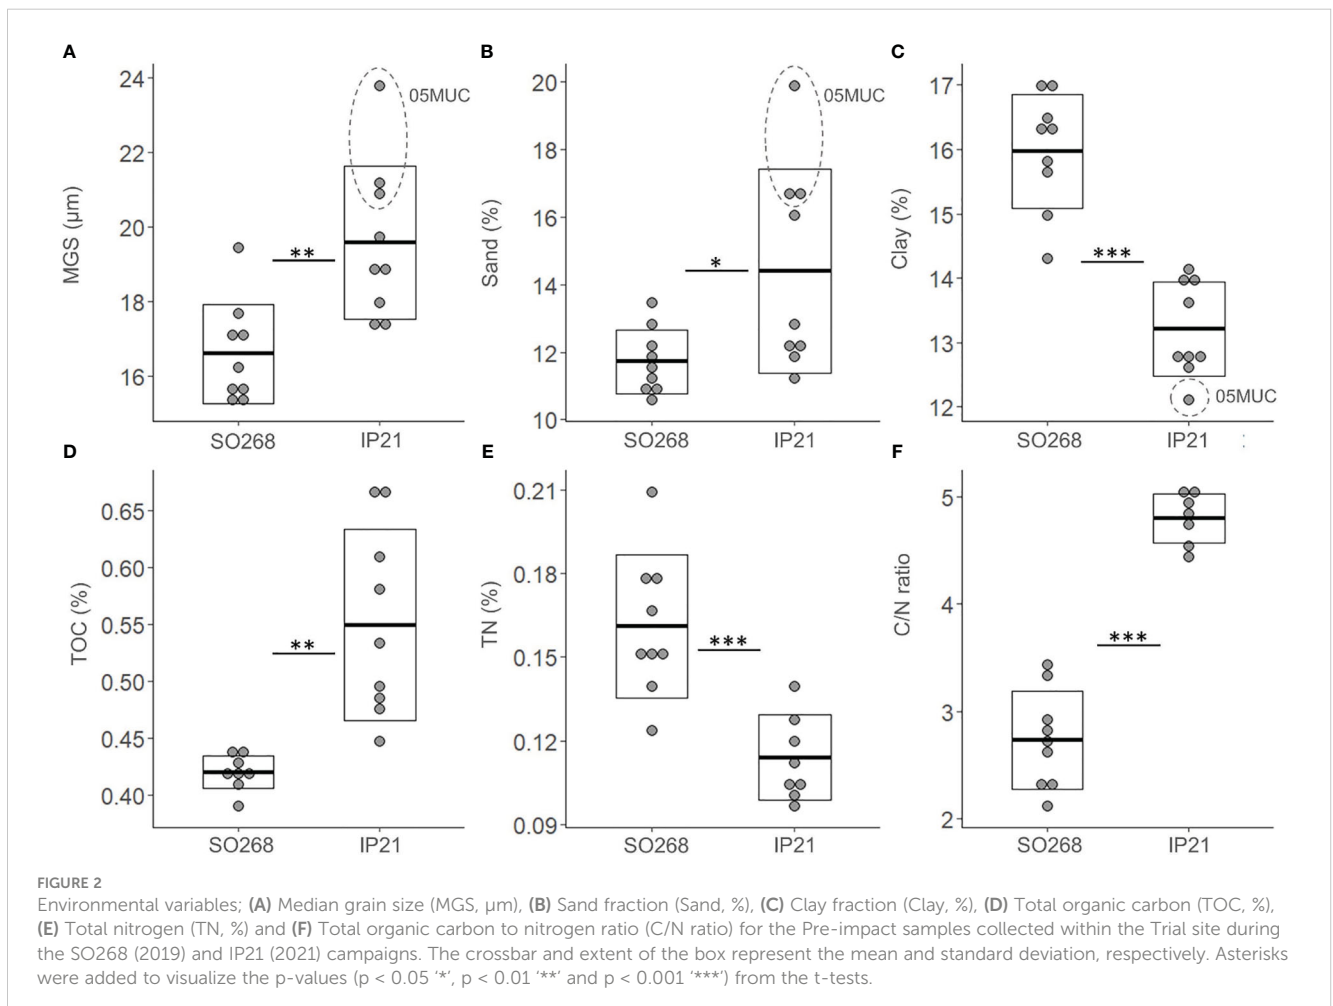 A
24
22
20
18
16
MGS (µm)
05MUC
**
SO268
IP21
B
20
18
16
14
12
10
Sand (%)
05MUC
*
SO268
IP21
C
17
16
15
14
13
12
Clay (%)
***
05MUC
SO268
IP21
:
D
0.65
0.60
0.55
0.50
0.45
0.40
TOC (%)
**
SO268
IP21
E
0.21
0.18
0.15
0.12
0.09
TN (%)
***
SO268
IP21
F
5
4
3
2
C/N ratio
***
SO268
IP21
FIGURE 2
Environmental variables; (A) Median grain size (MGS, µm), (B) Sand fraction (Sand, %), (C) Clay fraction (Clay, %), (D) Total organic carbon (TOC, %),
(E) Total nitrogen (TN, %) and (F) Total organic carbon to nitrogen ratio (C/N ratio) for the Pre-impact samples collected within the Trial site during
the SO268 (2019) and IP21 (2021) campaigns. The crossbar and extent of the box represent the mean and standard deviation, respectively. Asterisks
were added to visualize the p-values (p < 0.05 ‘*’, p < 0.01 ‘**’ and p < 0.001 ‘***’) from the t-tests.